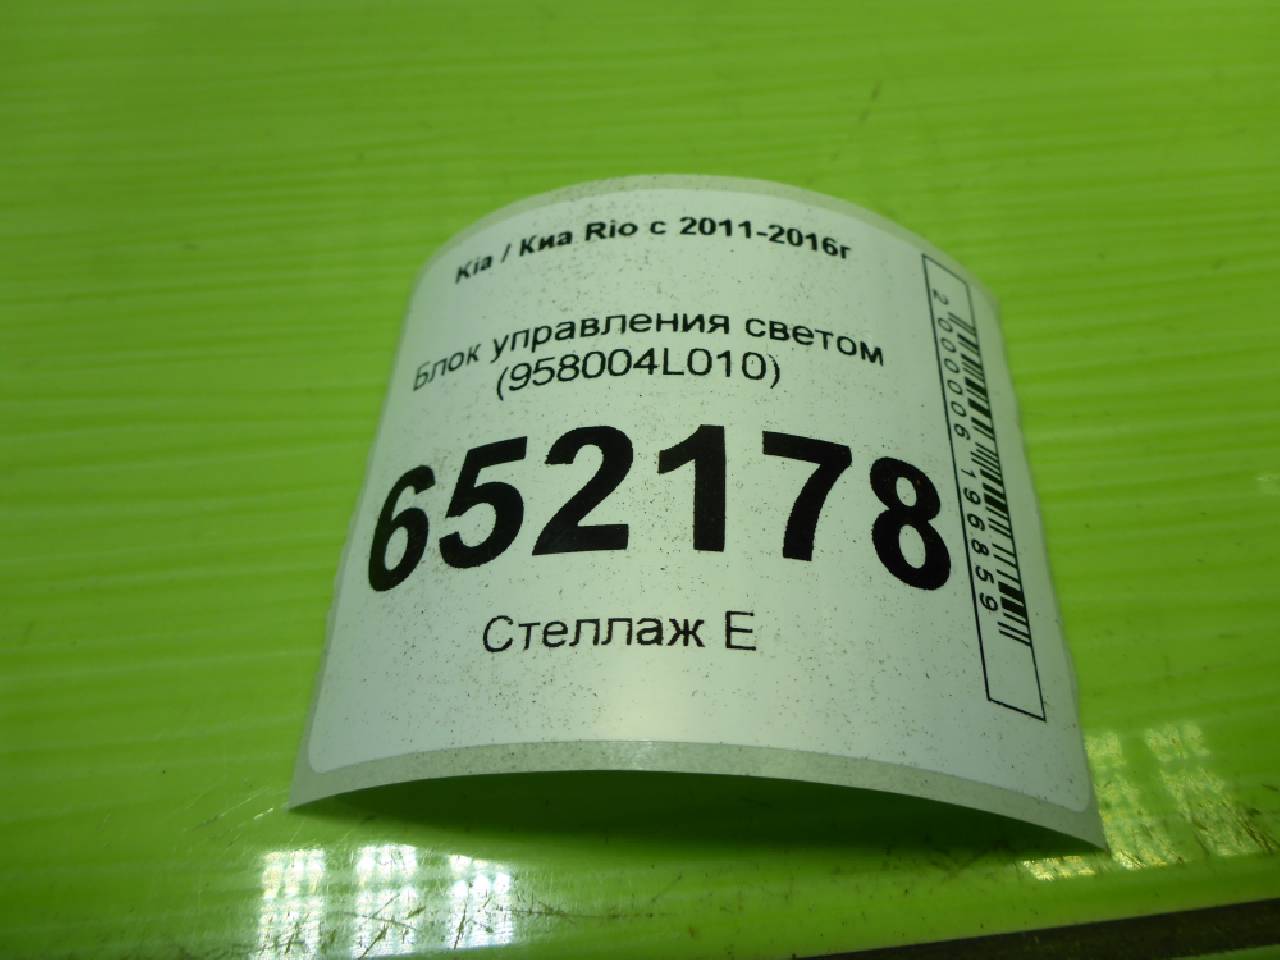 Kia / Киа Rio с 2011-2016г
Блок управления светом
(958004L010)
652178
Стеллаж Е
2000006196859